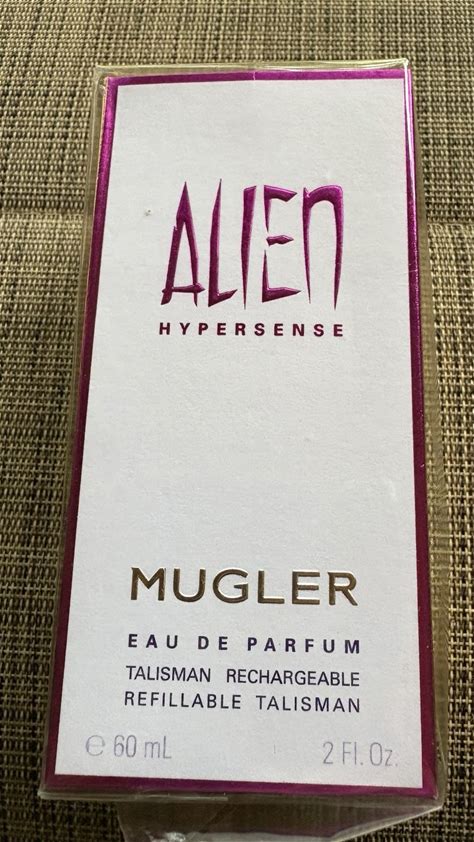 ALIEN
HYPERSENSE
MUGLER
EAU DE PARFUM
TALISMAN RECHARGEABLE
REFILLABLE TALISMAN
℮ 60 mL 2 Fl. Oz.